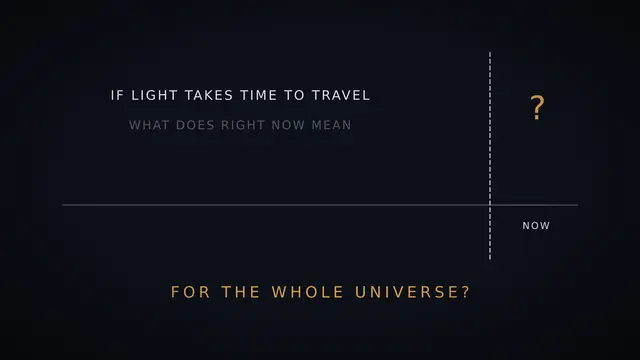 IF LIGHT TAKES TIME TO TRAVEL
WHAT DOES RIGHT NOW MEAN
?
NOW
FOR THE WHOLE UNIVERSE?